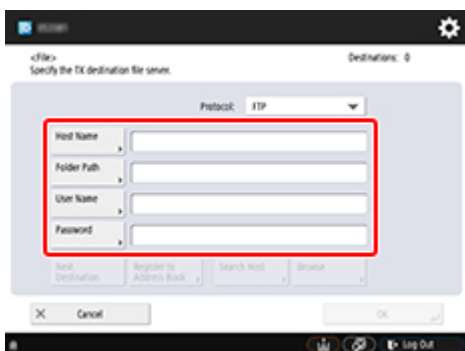 <File>
Specify the TX destination file server.
Destinations: 0
Protocol: FTP
Host Name
Folder Path
User Name
Password
Next
Destination
Register to
Address Book
Search Host
Browse
Cancel
OK
Log Out